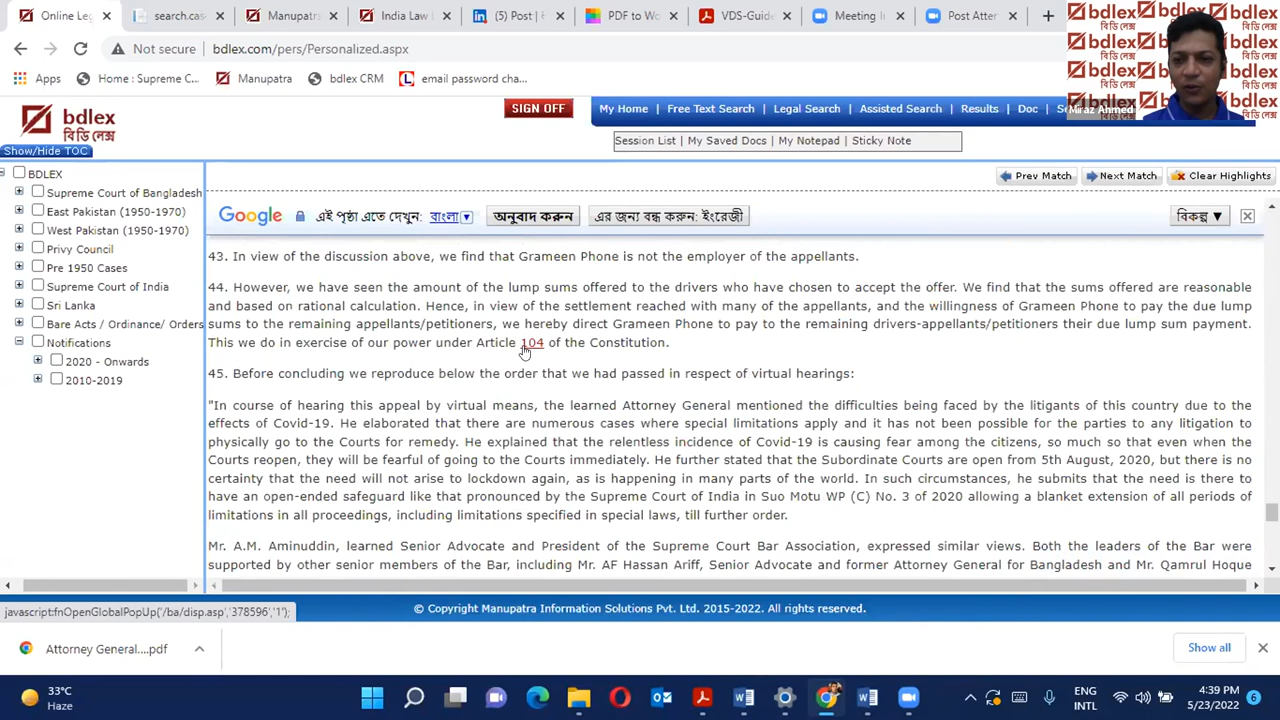 Online Leg
search.cas
Manupatra
India Law
(5) Post |
PDF to Wo
VDS-Guide
Meeting i
Post Atter
bdlex
বিডি লেক্স
Not secure
bdlex.com/pers/Personalized.aspx
Apps
Home : Supreme C...
Manupatra
bdlex CRM
email password cha...
Miraz Ahmed
bdlex
বিডি লেক্স
SIGN OFF
My Home | Free Text Search | Legal Search | Assisted Search | Results | Doc |
Session List | My Saved Docs | My Notepad | Sticky Note
Show/Hide TOC
Prev Match
Next Match
Clear Highlights
BDLEX
Supreme Court of Bangladesh
East Pakistan (1950-1970)
West Pakistan (1950-1970)
Privy Council
Pre 1950 Cases
Supreme Court of India
Sri Lanka
Bare Acts / Ordinance/ Orders
Notifications
2020 - Onwards
2010-2019
Google এই পৃষ্ঠা এতে দেখুন: বাংলা অনুবাদ করুন এর জন্য বন্ধ করুন: ইংরেজী বিকল্প ▼
43. In view of the discussion above, we find that Grameen Phone is not the employer of the appellants.
44. However, we have seen the amount of the lump sums offered to the drivers who have chosen to accept the offer. We find that the sums offered are reasonable
and based on rational calculation. Hence, in view of the settlement reached with many of the appellants, and the willingness of Grameen Phone to pay the due lump
sums to the remaining appellants/petitioners, we hereby direct Grameen Phone to pay to the remaining drivers-appellants/petitioners their due lump sum payment.
This we do in exercise of our power under Article 104 of the Constitution.
45. Before concluding we reproduce below the order that we had passed in respect of virtual hearings:
"In course of hearing this appeal by virtual means, the learned Attorney General mentioned the difficulties being faced by the litigants of this country due to the
effects of Covid-19. He elaborated that there are numerous cases where special limitations apply and it has not been possible for the parties to any litigation to
physically go to the Courts for remedy. He explained that the relentless incidence of Covid-19 is causing fear among the citizens, so much so that even when the
Courts reopen, they will be fearful of going to the Courts immediately. He further stated that the Subordinate Courts are open from 5th August, 2020, but there is no
certainty that the need will not arise to lockdown again, as is happening in many parts of the world. In such circumstances, he submits that the need is there to
have an open-ended safeguard like that pronounced by the Supreme Court of India in Suo Motu WP (C) No. 3 of 2020 allowing a blanket extension of all periods of
limitations in all proceedings, including limitations specified in special laws, till further order.
Mr. A.M. Aminuddin, learned Senior Advocate and President of the Supreme Court Bar Association, expressed similar views. Both the leaders of the Bar were
supported by other senior members of the Bar, including Mr. AF Hassan Ariff, Senior Advocate and former Attorney General for Bangladesh and Mr. Qamrul Hoque
javascript:fnOpenGlobalPopUp('/ba/disp.asp','378596','1');
© Copyright Manupatra Information Solutions Pvt. Ltd. 2015-2022. All rights reserved.
Attorney General....pdf
Show all
33°C
Haze
ENG
INTL
4:39 PM
5/23/2022
6